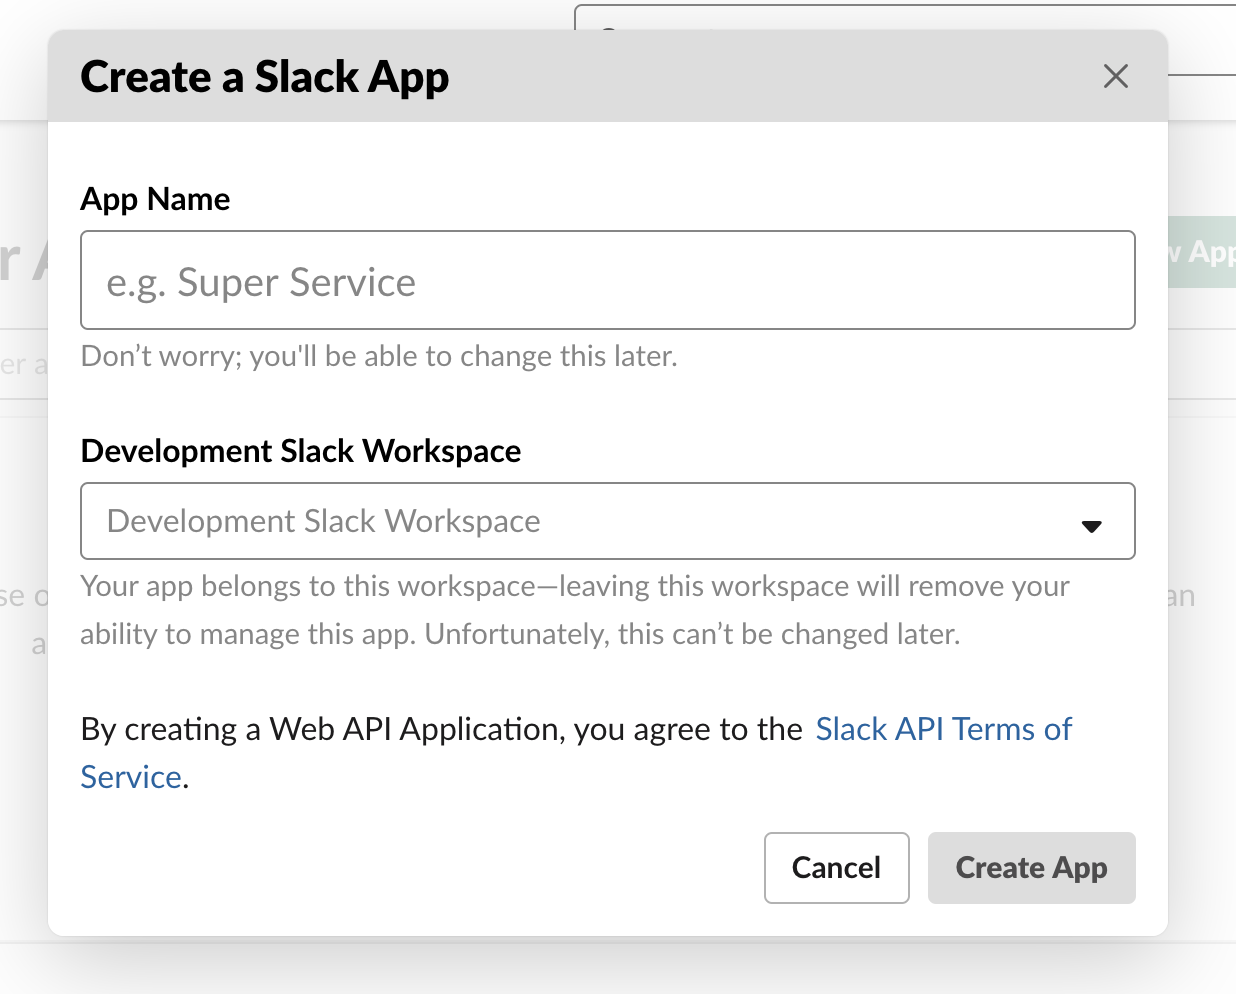 Create a Slack App
App Name
e.g. Super Service
Don’t worry; you'll be able to change this later.
Development Slack Workspace
Development Slack Workspace
Your app belongs to this workspace—leaving this workspace will remove your
ability to manage this app. Unfortunately, this can’t be changed later.
By creating a Web API Application, you agree to the Slack API Terms of
Service.
Cancel
Create App